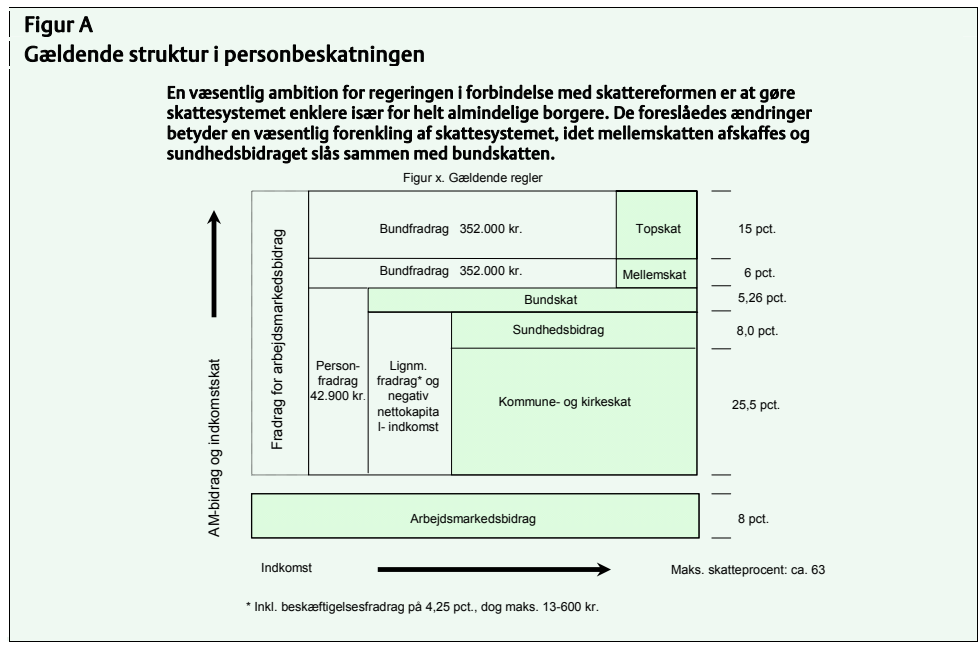 Figur A
Gældende struktur i personbeskatningen
En væsentlig ambition for regeringen i forbindelse med skattereformen er at gøre
skattesystemet enklere især for helt almindelige borgere. De foreslåedes ændringer
betyder en væsentlig forenkling af skattesystemet, idet mellemskatten afskaffes og
sundhedsbidraget slås sammen med bundskatten.
Figur x. Gældende regler
AM-bidrag og indkomstskat
Fradrag for arbejdsmarkedsbidrag
Bundfradrag 352.000 kr.
Topskat
15 pct.
Bundfradrag 352.000 kr.
Mellemskat
6 pct.
Bundskat
5,26 pct.
Sundhedsbidrag
8,0 pct.
Person-
fradrag
42.900 kr.
Lignm.
fradrag* og
negativ
nettokapita
l- indkomst
Kommune- og kirkeskat
25,5 pct.
Arbejdsmarkedsbidrag
8 pct.
Indkomst
Maks. skatteprocent: ca. 63
* Inkl. beskæftigelsesfradrag på 4,25 pct., dog maks. 13-600 kr.